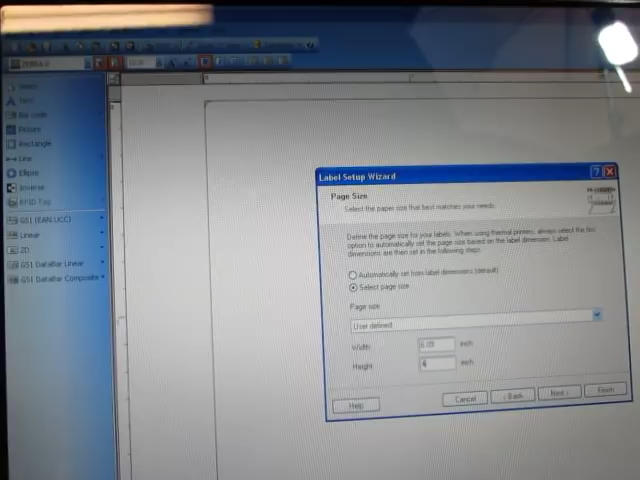 ZEBRA 0
Select
Text
Bar code
Picture
Rectangle
Line
Ellipse
Inverse
RFID Tag
GS1 (EAN.UCC)
Linear
2D
GS1 DataBar Linear
GS1 DataBar Composite
Label Setup Wizard
Page Size
Select the paper size that best matches your needs.
Define the page size for your labels. When using thermal printers, always select the first
option to automatically set the page size based on the label dimensions. Label
dimensions are then set in the following steps.
Automatically set from label dimensions (default)
Select page size
Page size
User defined
Width: 6.00 inch
Height: 4 inch
Help
Cancel
< Back
Next >
Finish